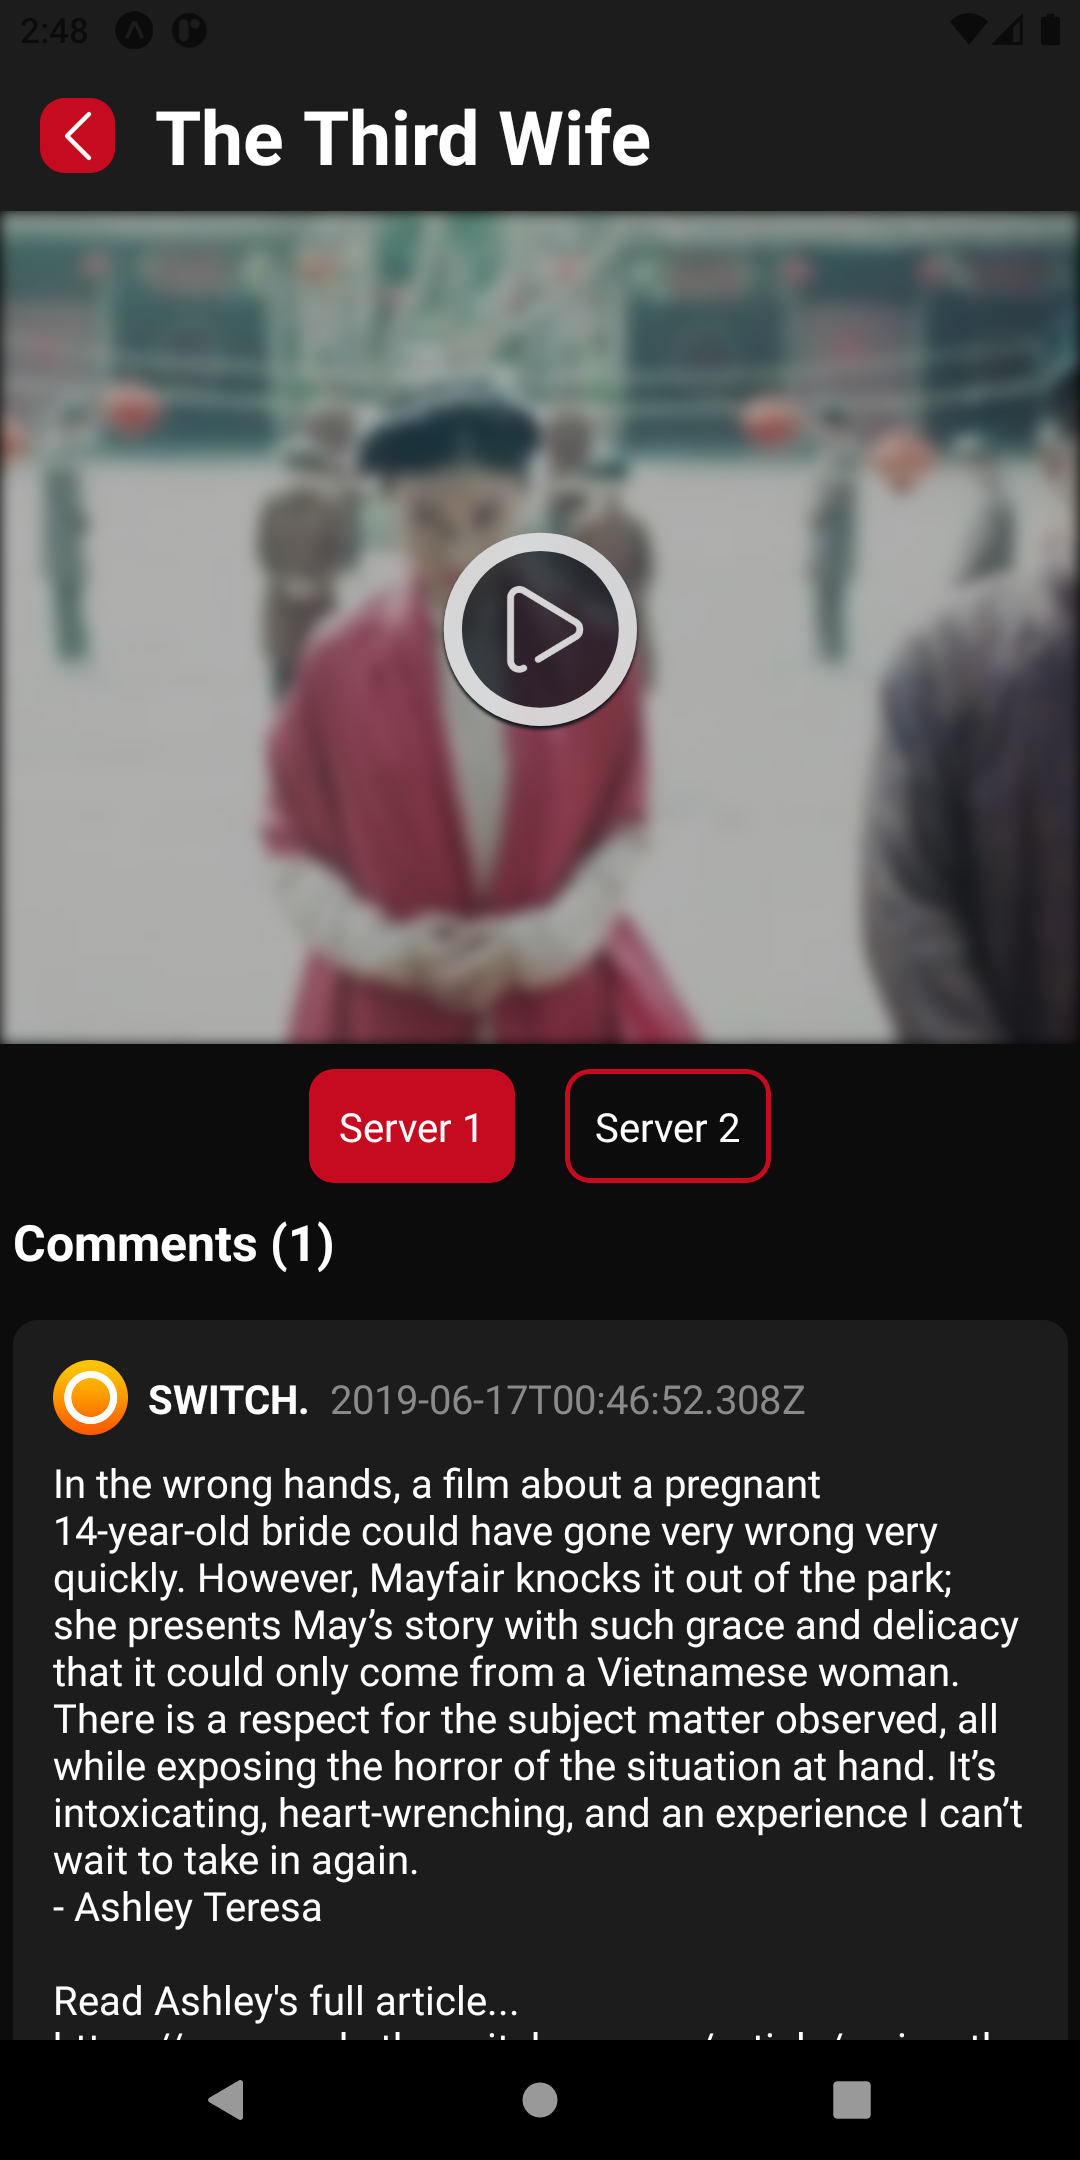 2:48
The Third Wife
Server 1
Server 2
Comments (1)
SWITCH. 2019-06-17T00:46:52.308Z
In the wrong hands, a film about a pregnant
14-year-old bride could have gone very wrong very
quickly. However, Mayfair knocks it out of the park;
she presents May’s story with such grace and delicacy
that it could only come from a Vietnamese woman.
There is a respect for the subject matter observed, all
while exposing the horror of the situation at hand. It’s
intoxicating, heart-wrenching, and an experience I can’t
wait to take in again.
- Ashley Teresa
Read Ashley's full article...